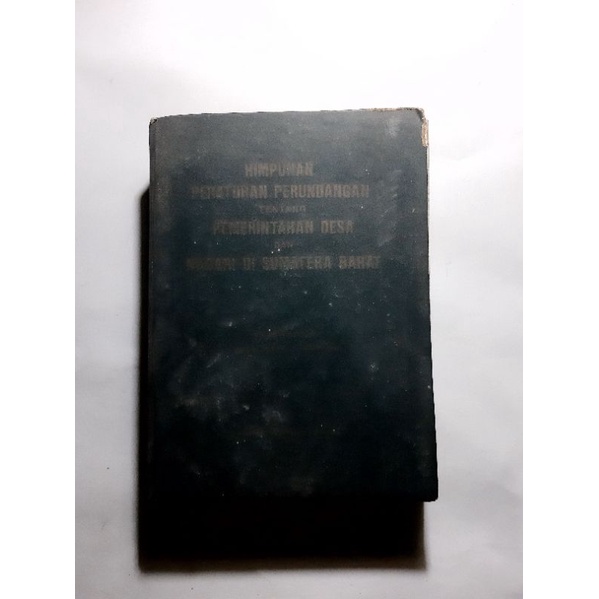 HIMPUNAN
PERATURAN PERUNDANGAN
TENTANG
PEMERINTAHAN DESA
DAN
NAGARI DI SUMATERA BARAT